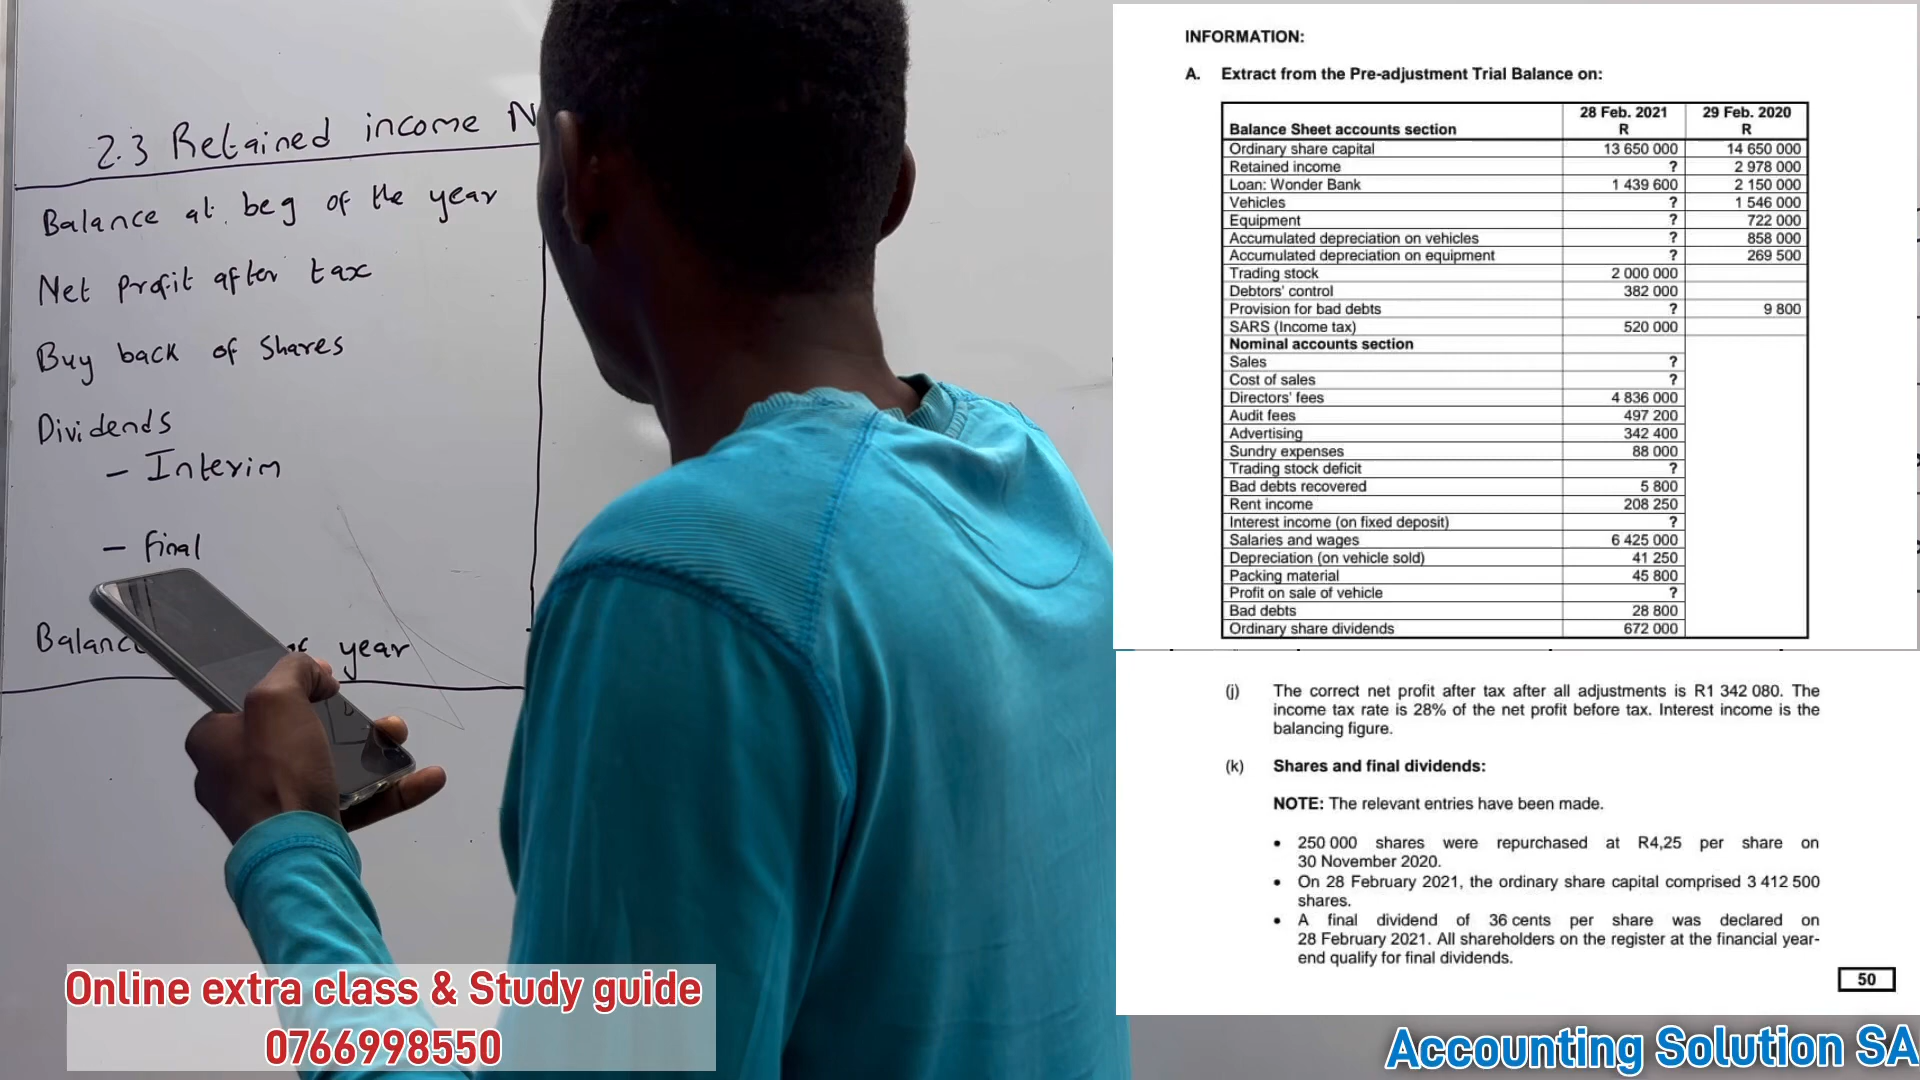 2.3 Retained income N
Balance at beg of the year
Net Profit after tax
Buy back of Shares
Dividends
- Interim
- final
Balance of year
INFORMATION:
A. Extract from the Pre-adjustment Trial Balance on:
Balance Sheet accounts section 28 Feb. 2021 R 29 Feb. 2020 R
Ordinary share capital 13 650 000 14 650 000
Retained income ? 2 978 000
Loan: Wonder Bank 1 439 600 2 150 000
Vehicles ? 1 546 000
Equipment ? 722 000
Accumulated depreciation on vehicles ? 858 000
Accumulated depreciation on equipment ? 269 500
Trading stock 2 000 000
Debtors' control 382 000
Provision for bad debts ? 9 800
SARS (Income tax) 520 000
Nominal accounts section
Sales ?
Cost of sales ?
Directors' fees 4 836 000
Audit fees 497 200
Advertising 342 400
Sundry expenses 88 000
Trading stock deficit ?
Bad debts recovered 5 800
Rent income 208 250
Interest income (on fixed deposit) ?
Salaries and wages 6 425 000
Depreciation (on vehicle sold) 41 250
Packing material 45 800
Profit on sale of vehicle ?
Bad debts 28 800
Ordinary share dividends 672 000
(j) The correct net profit after tax after all adjustments is R1 342 080. The
income tax rate is 28% of the net profit before tax. Interest income is the
balancing figure.
(k) Shares and final dividends:
NOTE: The relevant entries have been made.
• 250 000 shares were repurchased at R4,25 per share on
30 November 2020.
• On 28 February 2021, the ordinary share capital comprised 3 412 500
shares.
• A final dividend of 36 cents per share was declared on
28 February 2021. All shareholders on the register at the financial year-
end qualify for final dividends.
50
Online extra class & Study guide
0766998550
Accounting Solution SA